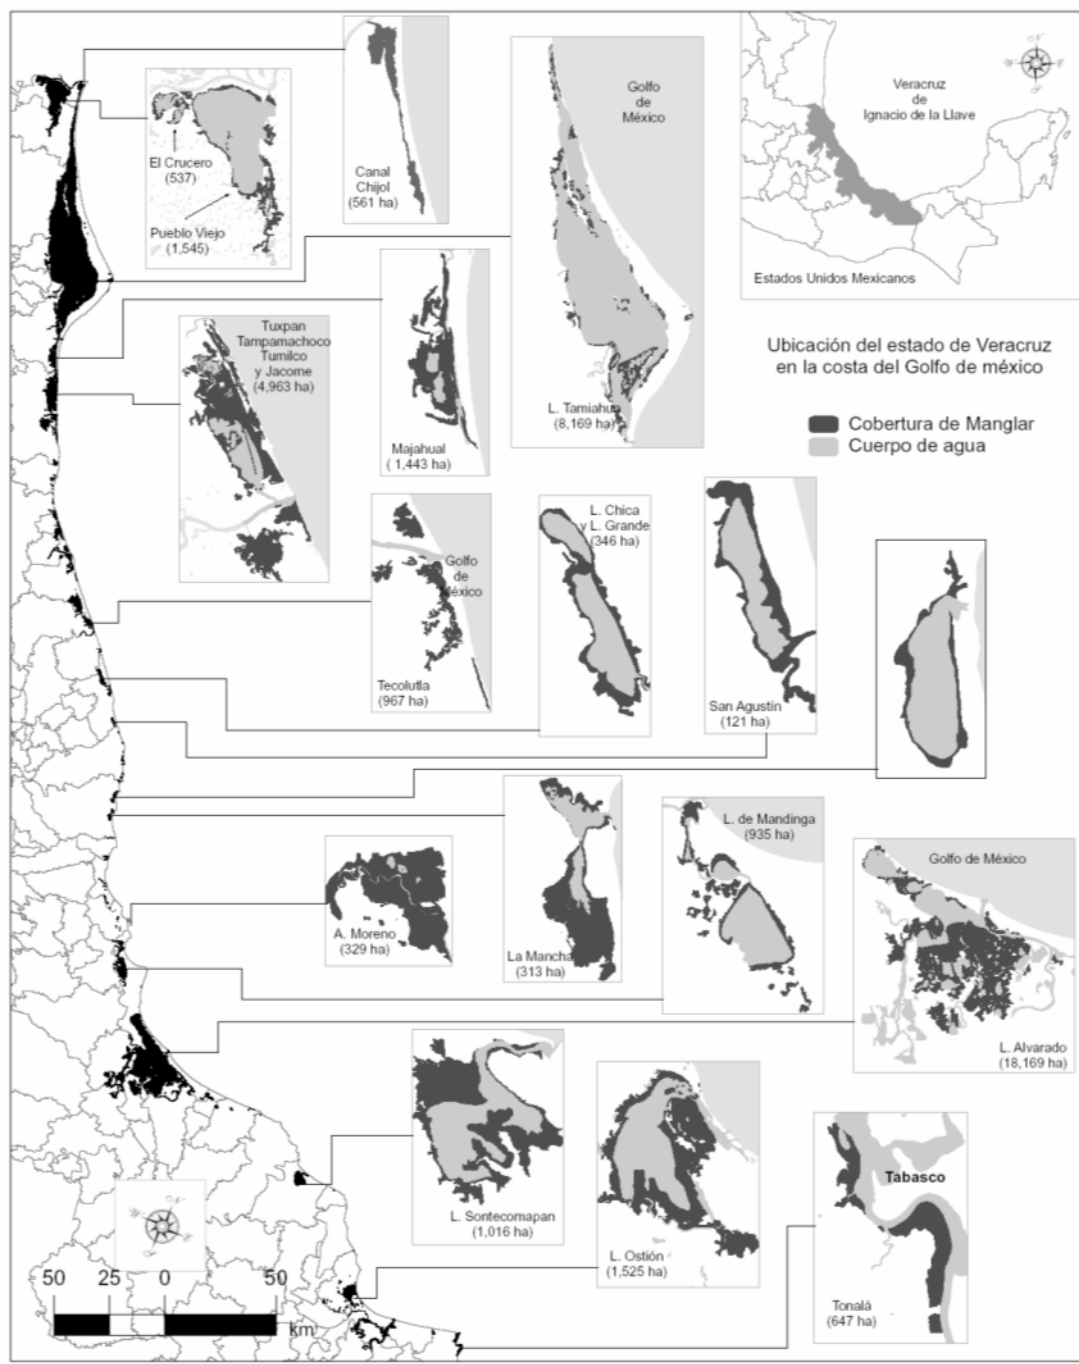 El Crucero
(537)
Pueblo Viejo
(1,545)
Canal
Chijol
(561 ha)
Golfo
de
México
L. Tamiahua
(8,169 ha)
Veracruz
de
Ignacio de la Llave
Estados Unidos Mexicanos
Ubicación del estado de Veracruz
en la costa del Golfo de méxico
Cobertura de Manglar
Cuerpo de agua
Tuxpan
Tampamachoco
Tumilco
y Jacome
(4,963 ha)
Majahual
( 1,443 ha)
Golfo
de
México
Tecolutla
(967 ha)
L. Chica
y L. Grande
(346 ha)
San Agustín
(121 ha)
A. Moreno
(329 ha)
La Mancha
(313 ha)
L. de Mandinga
(935 ha)
Golfo de México
L. Alvarado
(18,169 ha)
L. Sontecomapan
(1,016 ha)
L. Ostión
(1,525 ha)
Tabasco
Tonalá
(647 ha)
50 25 0 50
km